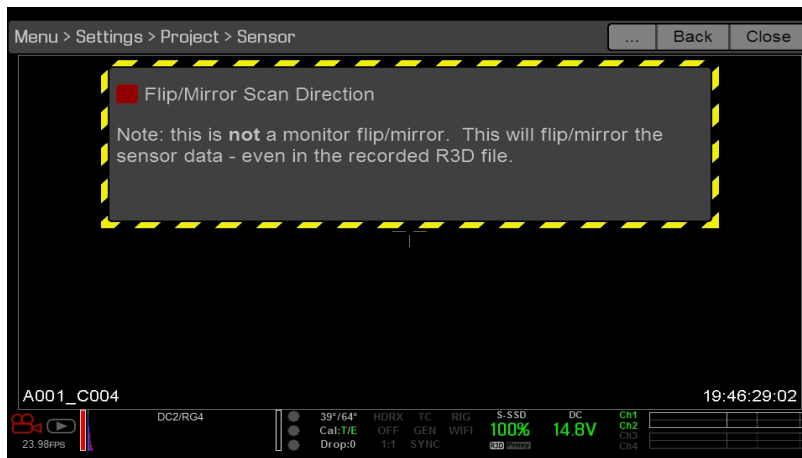 Menu > Settings > Project > Sensor
... Back Close
Flip/Mirror Scan Direction
Note: this is not a monitor flip/mirror. This will flip/mirror the
sensor data - even in the recorded R3D file.
A001_C004 19:46:29:02
DC2/RG4 39°/64° HDRX TC RIG S-SSD DC Ch1
Cal:T/E OFF GEN WIFI 100% 14.8V Ch2
23.98FPS Drop:0 1:1 SYNC R3D Proxy Ch3
Ch4